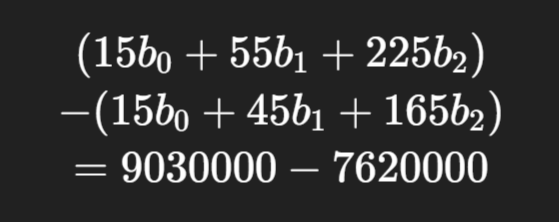 (15b₀ + 55b₁ + 225b₂)
−(15b₀ + 45b₁ + 165b₂)
= 9030000 − 7620000